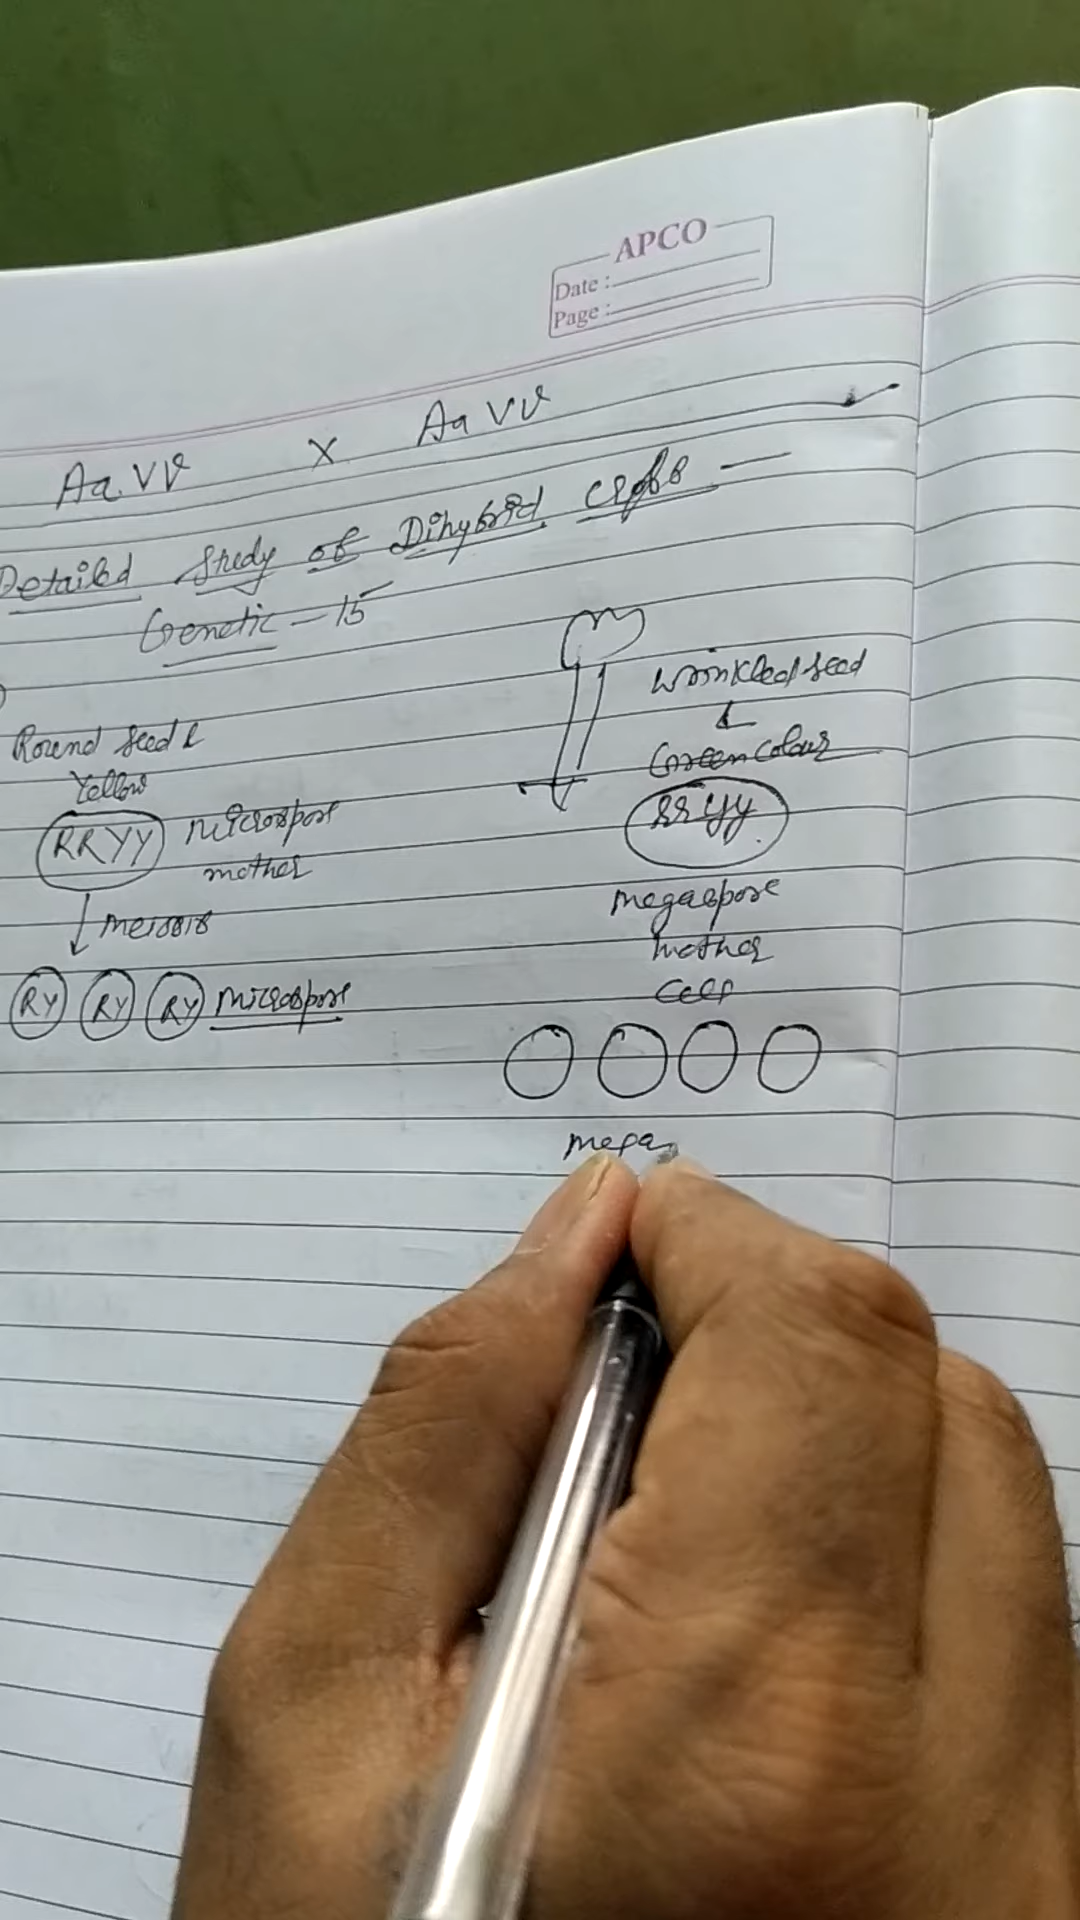 APCO
Date :
Page :
Aa VV X Aa VV
Detailed Study of Dihybrid cross —
Genetic - 15
Wrinkled seed
&
Green colour
Round seed &
Yellow
RRYY microspore
mother
rryy
megaspore
mother
cell
meiosis
RY RY RY microspore
mega